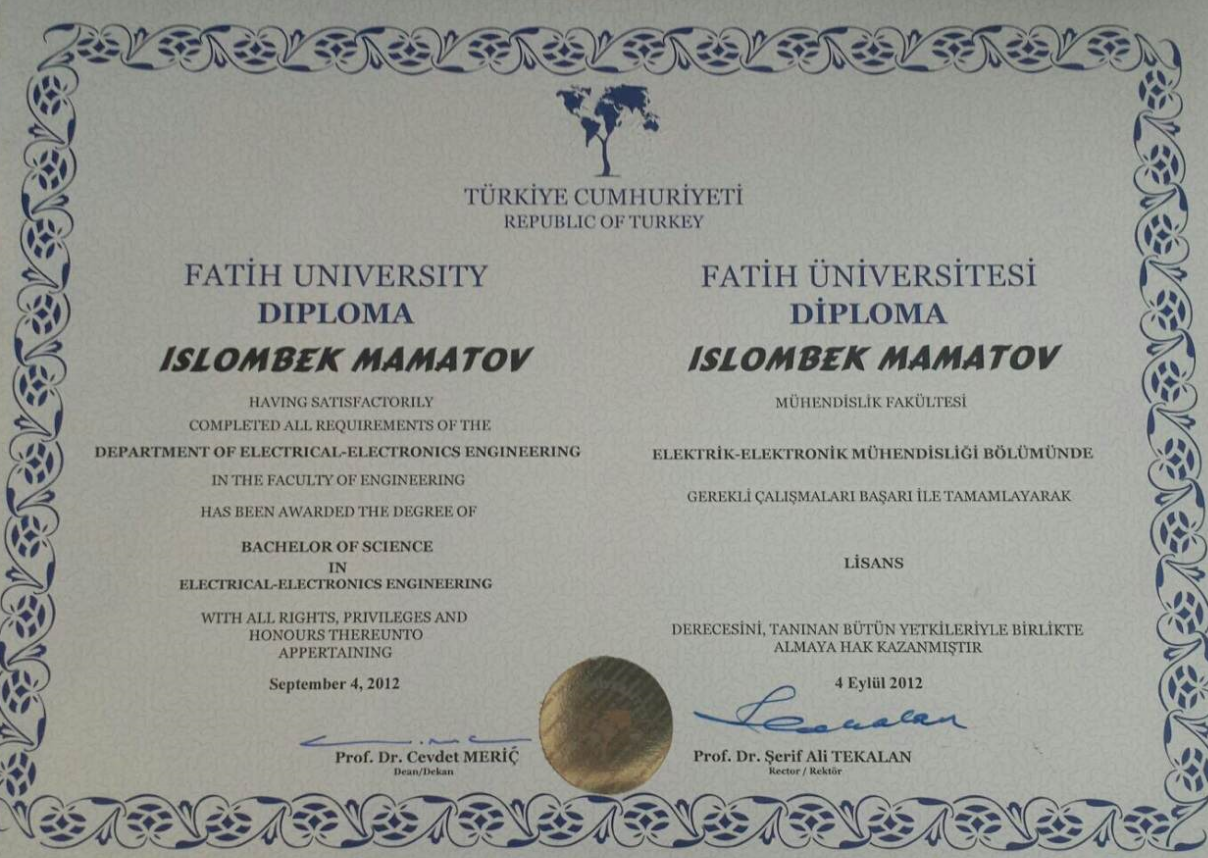 TÜRKİYE CUMHURİYETİ
REPUBLIC OF TURKEY
FATİH UNIVERSITY
DIPLOMA
ISLOMBEK MAMATOV
HAVING SATISFACTORILY
COMPLETED ALL REQUIREMENTS OF THE
DEPARTMENT OF ELECTRICAL-ELECTRONICS ENGINEERING
IN THE FACULTY OF ENGINEERING
HAS BEEN AWARDED THE DEGREE OF
BACHELOR OF SCIENCE
IN
ELECTRICAL-ELECTRONICS ENGINEERING
WITH ALL RIGHTS, PRIVILEGES AND
HONOURS THEREUNTO
APPERTAINING
September 4, 2012
Prof. Dr. Cevdet MERİÇ
Dean/Dekan
FATİH ÜNİVERSİTESİ
DİPLOMA
ISLOMBEK MAMATOV
MÜHENDİSLİK FAKÜLTESİ
ELEKTRİK-ELEKTRONİK MÜHENDİSLİĞİ BÖLÜMÜNDE
GEREKLİ ÇALIŞMALARI BAŞARI İLE TAMAMLAYARAK
LİSANS
DERECESİNİ, TANINAN BÜTÜN YETKİLERİYLE BİRLİKTE
ALMAYA HAK KAZANMIŞTIR
4 Eylül 2012
Prof. Dr. Şerif Ali TEKALAN
Rector / Rektör